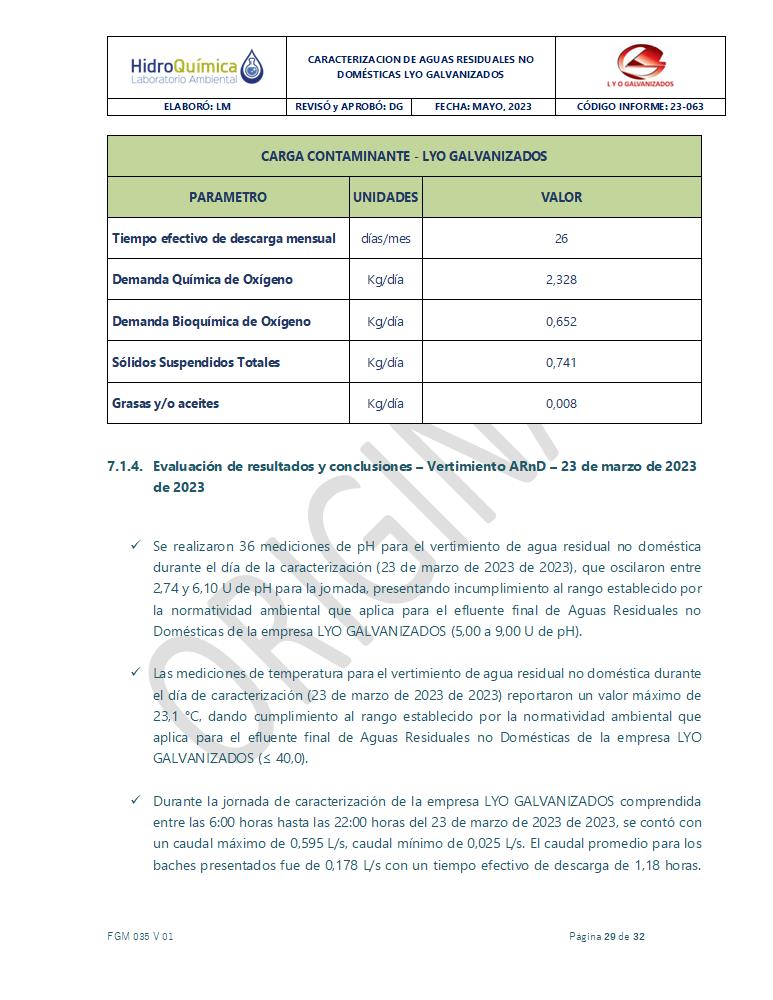 HidroQuímica
Laboratorio Ambiental
CARACTERIZACION DE AGUAS RESIDUALES NO
DOMÉSTICAS LYO GALVANIZADOS
L Y O GALVANIZADOS
ELABORÓ: LM
REVISÓ y APROBÓ: DG
FECHA: MAYO, 2023
CÓDIGO INFORME: 23-063
CARGA CONTAMINANTE - LYO GALVANIZADOS
PARAMETRO UNIDADES VALOR
Tiempo efectivo de descarga mensual días/mes 26
Demanda Química de Oxígeno Kg/día 2,328
Demanda Bioquímica de Oxígeno Kg/día 0,652
Sólidos Suspendidos Totales Kg/día 0,741
Grasas y/o aceites Kg/día 0,008
7.1.4. Evaluación de resultados y conclusiones – Vertimiento ARnD – 23 de marzo de 2023
de 2023
✓ Se realizaron 36 mediciones de pH para el vertimiento de agua residual no doméstica
durante el día de la caracterización (23 de marzo de 2023 de 2023), que oscilaron entre
2,74 y 6,10 U de pH para la jornada, presentando incumplimiento al rango establecido por
la normatividad ambiental que aplica para el efluente final de Aguas Residuales no
Domésticas de la empresa LYO GALVANIZADOS (5,00 a 9,00 U de pH).
✓ Las mediciones de temperatura para el vertimiento de agua residual no doméstica durante
el día de caracterización (23 de marzo de 2023 de 2023) reportaron un valor máximo de
23,1 °C, dando cumplimiento al rango establecido por la normatividad ambiental que
aplica para el efluente final de Aguas Residuales no Domésticas de la empresa LYO
GALVANIZADOS (≤ 40,0).
✓ Durante la jornada de caracterización de la empresa LYO GALVANIZADOS comprendida
entre las 6:00 horas hasta las 22:00 horas del 23 de marzo de 2023 de 2023, se contó con
un caudal máximo de 0,595 L/s, caudal mínimo de 0,025 L/s. El caudal promedio para los
baches presentados fue de 0,178 L/s con un tiempo efectivo de descarga de 1,18 horas.
ORIGINA
FGM 035 V 01
Página 29 de 32